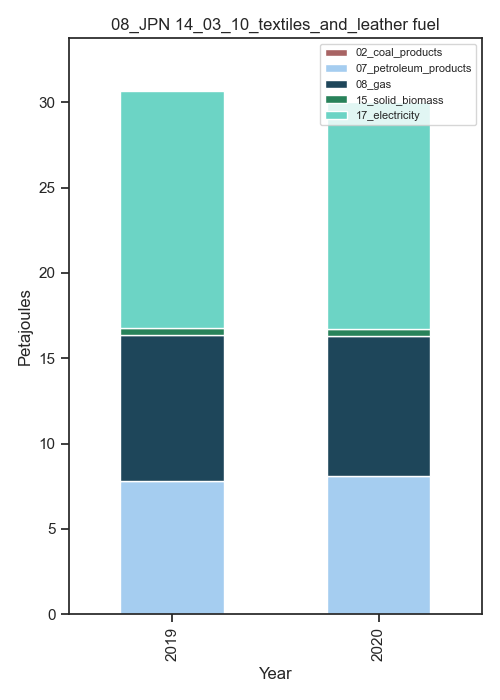 08_JPN 14_03_10_textiles_and_leather fuel
02_coal_products
07_petroleum_products
08_gas
15_solid_biomass
17_electricity
Petajoules
30
25
20
15
10
5
0
2019
2020
Year